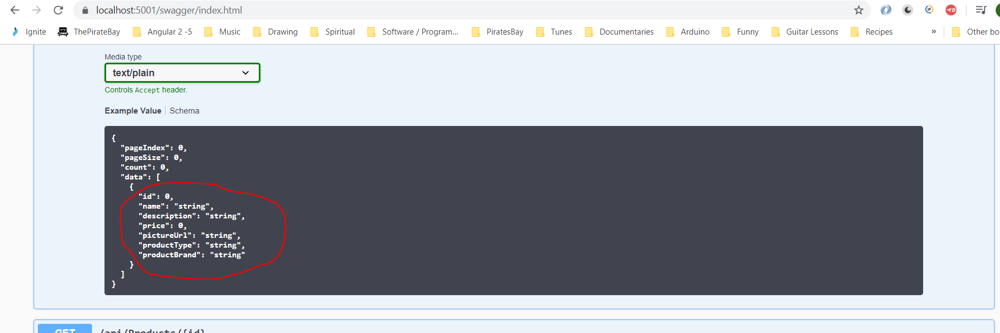 localhost:5001/swagger/index.html
Ignite ThePirateBay Angular 2 -5 Music Drawing Spiritual Software / Program... PiratesBay Tunes Documentaries Arduino Funny Guitar Lessons Recipes » Other bo
Media type
text/plain
Controls Accept header.
Example Value Schema
{
"pageIndex": 0,
"pageSize": 0,
"count": 0,
"data": [
{
"id": 0,
"name": "string",
"description": "string",
"price": 0,
"pictureUrl": "string",
"productType": "string",
"productBrand": "string"
}
]
}
GET /api/Products/{id}